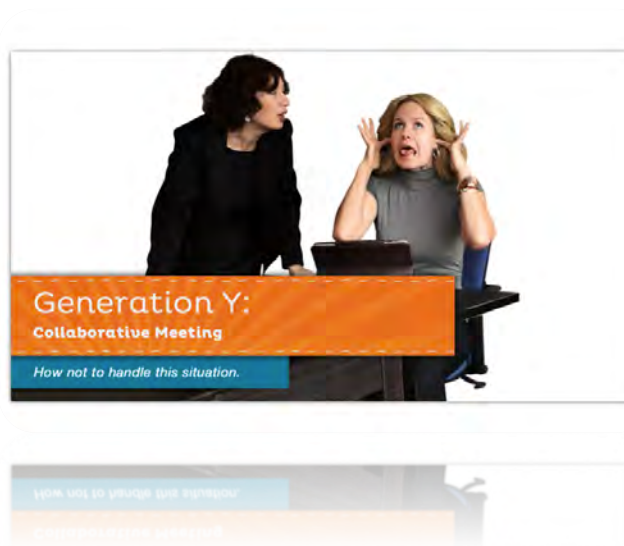 Generation Y:
Collaborative Meeting
How not to handle this situation.